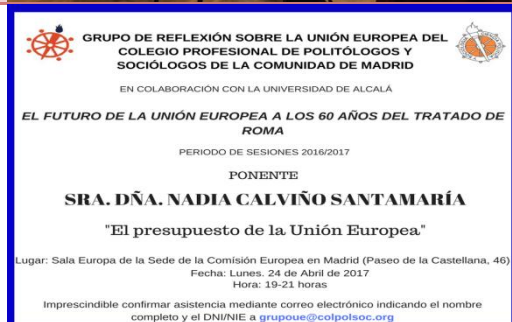 GRUPO DE REFLEXIÓN SOBRE LA UNIÓN EUROPEA DEL
COLEGIO PROFESIONAL DE POLITÓLOGOS Y
SOCIÓLOGOS DE LA COMUNIDAD DE MADRID
EN COLABORACIÓN CON LA UNIVERSIDAD DE ALCALÁ
EL FUTURO DE LA UNIÓN EUROPEA A LOS 60 AÑOS DEL TRATADO DE
ROMA
PERIODO DE SESIONES 2016/2017
PONENTE
SRA. DÑA. NADIA CALVIÑO SANTAMARÍA
"El presupuesto de la Unión Europea"
Lugar: Sala Europa de la Sede de la Comisión Europea en Madrid (Paseo de la Castellana, 46)
Fecha: Lunes. 24 de Abril de 2017
Hora: 19-21 horas
Imprescindible confirmar asistencia mediante correo electrónico indicando el nombre
completo y el DNI/NIE a grupoue@colpolsoc.org